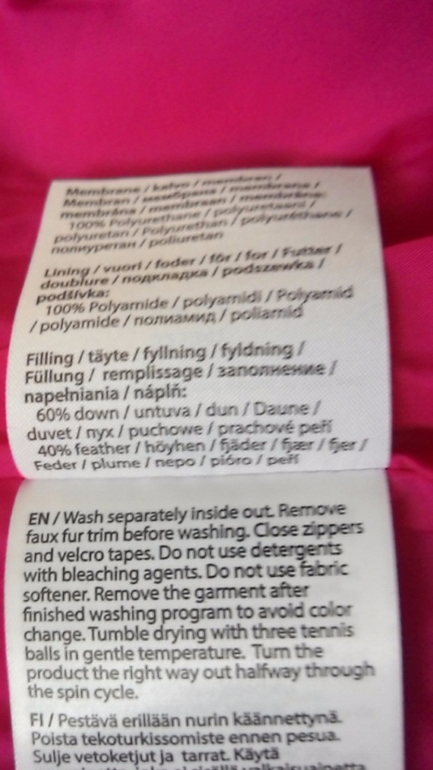 Membrane / kalvo / membran /
Membran / мембрана / membrana /
membrána / membraan / membrāna:
100% Polyurethane / polyuretaani /
polyuretan / Polyurethan / polyuréthane /
полиуретан / poliuretan
Lining / vuori / foder / fôr / for / Futter /
doublure / подкладка / podszewka /
podšívka:
100% Polyamide / polyamidi / Polyamid
/ polyamide / полиамид / poliamid
Filling / täyte / fyllning / fyldning /
Füllung / remplissage / заполнение /
napełniania / náplň:
60% down / untuva / dun / Daune /
duvet / пух / puchowe / prachové peří
40% feather / höyhen / fjäder / fjær / fjer /
Feder / plume / перо / pióro / peří
EN / Wash separately inside out. Remove
faux fur trim before washing. Close zippers
and velcro tapes. Do not use detergents
with bleaching agents. Do not use fabric
softener. Remove the garment after
finished washing program to avoid color
change. Tumble drying with three tennis
balls in gentle temperature. Turn the
product the right way out halfway through
the spin cycle.
FI / Pestävä erillään nurin käännettynä.
Poista tekoturkissomiste ennen pesua.
Sulje vetoketjut ja tarrat. Käytä